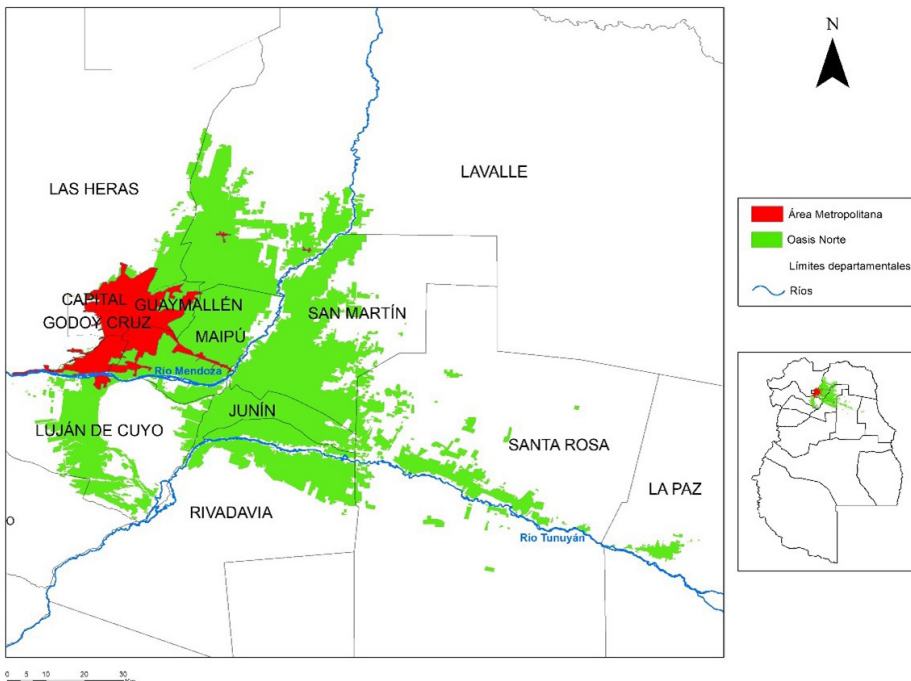 N
LAVALLE
LAS HERAS
Área Metropolitana
Oasis Norte
Límites departamentales
Ríos
CAPITAL
GUAYMALLÉN
GODOY CRUZ
SAN MARTÍN
MAIPÚ
Río Mendoza
JUNÍN
LUJÁN DE CUYO
SANTA ROSA
LA PAZ
RIVADAVIA
O
Río Tunuyán
0 5 10 20 30